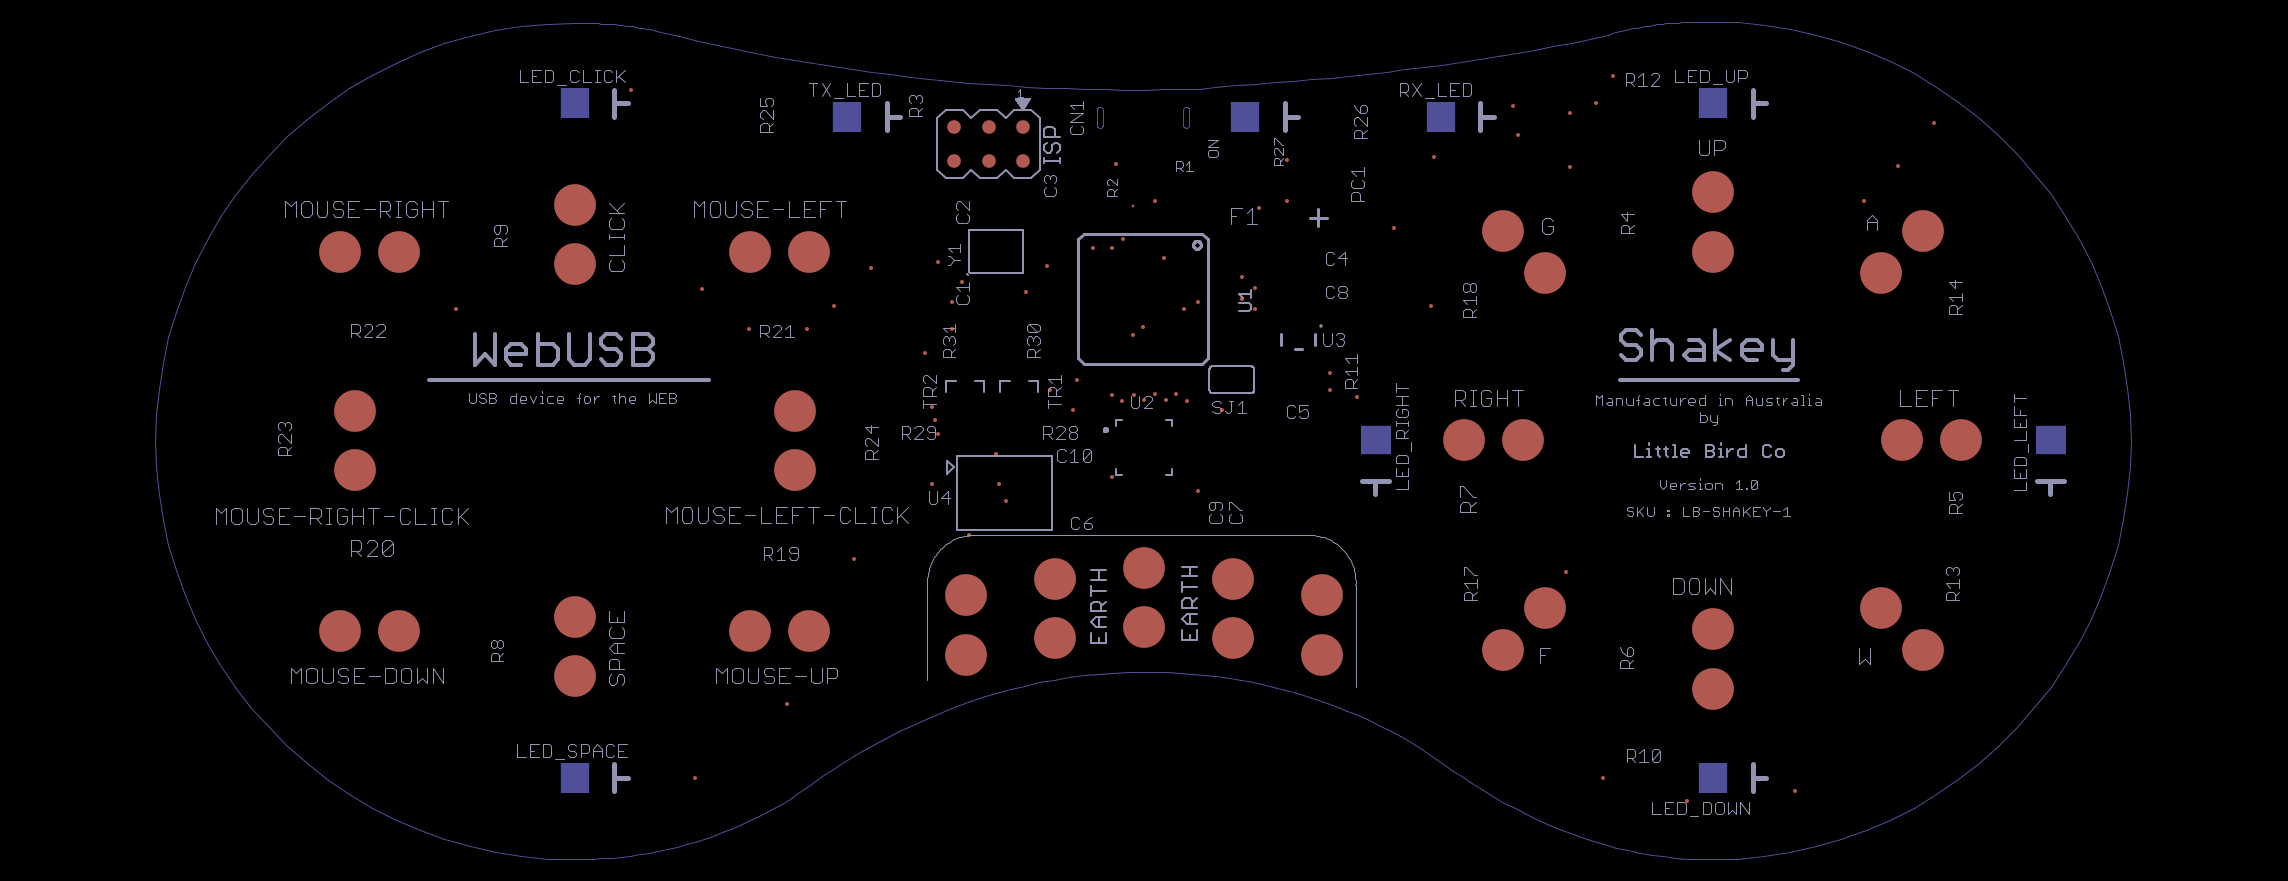 LED_CLICK
TX_LED
RX_LED
R12
LED_UP
R25
R3
1
CN1
ISP
ON
R27
R26
R1
R2
C3
PC1
UP
MOUSE-RIGHT
CLICK
R9
MOUSE-LEFT
C2
F1
G
R4
A
Y1
C4
C1
C8
U1
R18
R14
R22
WebUSB
USB device for the WEB
R21
R31
R30
U3
R11
Shakey
Manufactured in Australia
by
Little Bird Co
Version 1.0
SKU : LB-SHAKEY-1
TR2
TR1
U2
SJ1
C5
RIGHT
LEFT
LED_RIGHT
LED_LEFT
R23
R24
R29
R28
C10
U4
C6
C9
C7
R7
R5
MOUSE-RIGHT-CLICK
R20
MOUSE-LEFT-CLICK
R19
EARTH
EARTH
R17
DOWN
R13
R8
SPACE
R6
F
W
MOUSE-DOWN
MOUSE-UP
LED_SPACE
R10
LED_DOWN